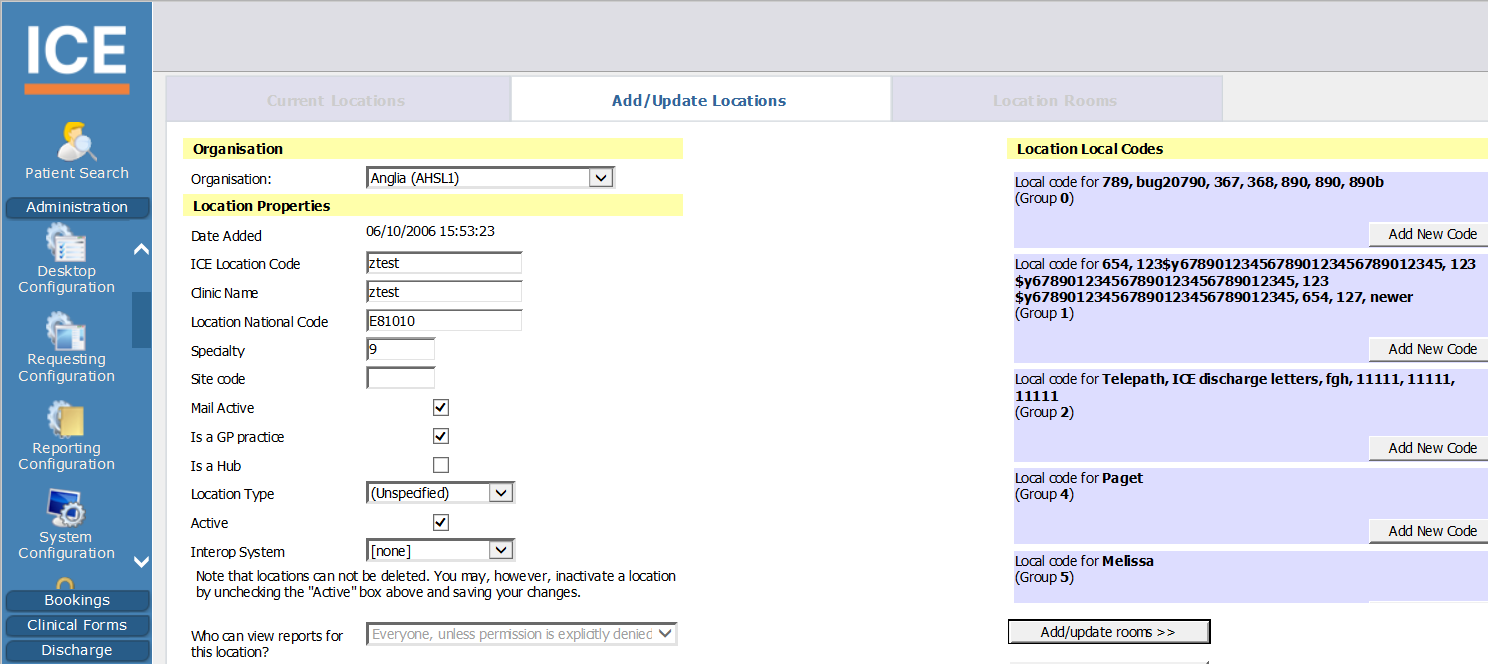 ICE
Patient Search
Administration
Desktop
Configuration
Requesting
Configuration
Reporting
Configuration
System
Configuration
Bookings
Clinical Forms
Discharge
Current Locations
Add/Update Locations
Location Rooms
Organisation
Organisation: Anglia (AHSL1)
Location Properties
Date Added 06/10/2006 15:53:23
ICE Location Code ztest
Clinic Name ztest
Location National Code E81010
Specialty 9
Site code
Mail Active
Is a GP practice
Is a Hub
Location Type (Unspecified)
Active
Interop System [none]
Note that locations can not be deleted. You may, however, inactivate a location
by unchecking the "Active" box above and saving your changes.
Who can view reports for
this location?
Everyone, unless permission is explicitly denied
Location Local Codes
Local code for 789, bug20790, 367, 368, 890, 890, 890b
(Group 0)
Add New Code
Local code for 654, 123$y678901234567890123456789012345, 123
$y678901234567890123456789012345, 123
$y678901234567890123456789012345, 654, 127, newer
(Group 1)
Add New Code
Local code for Telepath, ICE discharge letters, fgh, 11111, 11111,
11111
(Group 2)
Add New Code
Local code for Paget
(Group 4)
Add New Code
Local code for Melissa
(Group 5)
Add/update rooms >>